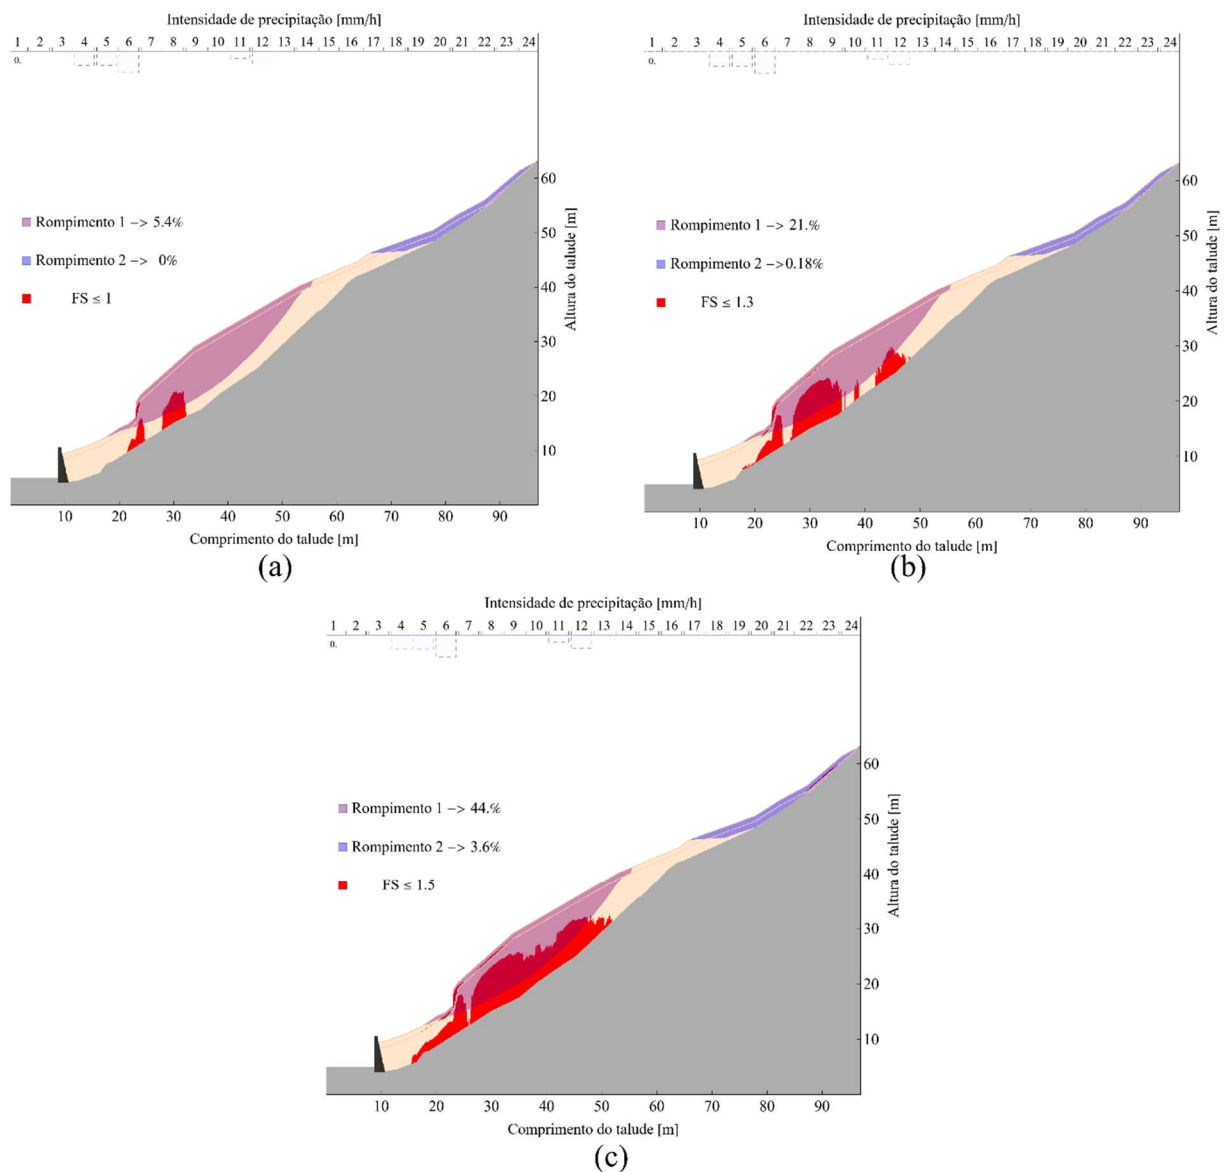 Intensidade de precipitação [mm/h]
1 2 3 4 5 6 7 8 9 10 11 12 13 14 15 16 17 18 19 20 21 22 23 24
0.
60
Rompimento 1 −> 5.4%
50
Rompimento 2 −> 0%
40
FS ≤ 1
30
20
10
Altura do talude [m]
10 20 30 40 50 60 70 80 90
Comprimento do talude [m]
(a)
Intensidade de precipitação [mm/h]
1 2 3 4 5 6 7 8 9 10 11 12 13 14 15 16 17 18 19 20 21 22 23 24
0.
60
Rompimento 1 −> 21.%
50
Rompimento 2 −>0.18%
40
FS ≤ 1.3
30
20
10
Altura do talude [m]
10 20 30 40 50 60 70 80 90
Comprimento do talude [m]
(b)
Intensidade de precipitação [mm/h]
1 2 3 4 5 6 7 8 9 10 11 12 13 14 15 16 17 18 19 20 21 22 23 24
0.
60
Rompimento 1 −> 44.%
50
Rompimento 2 −> 3.6%
40
FS ≤ 1.5
30
20
10
Altura do talude [m]
10 20 30 40 50 60 70 80 90
Comprimento do talude [m]
(c)